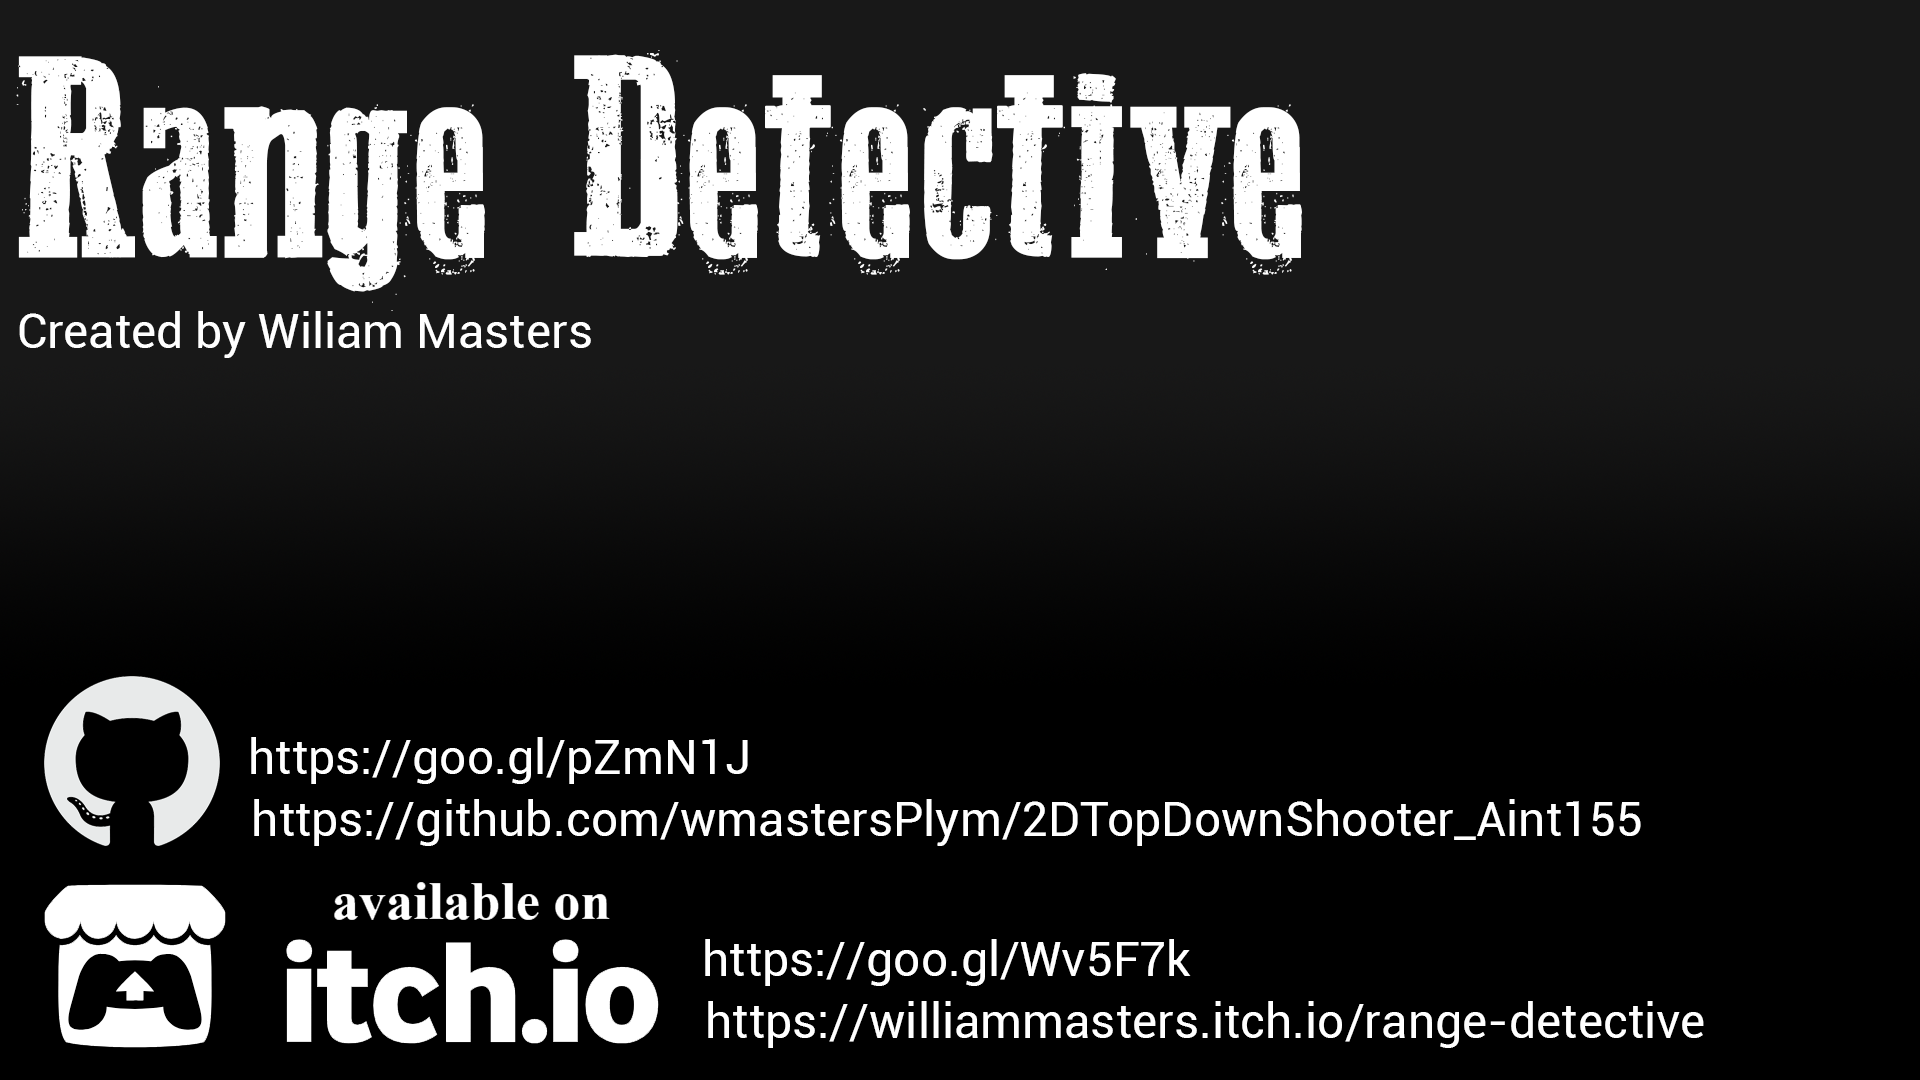 Range Detective
Created by Wiliam Masters
https://goo.gl/pZmN1J
https://github.com/wmastersPlym/2DTopDownShooter_Aint155
available on
itch.io
https://goo.gl/Wv5F7k
https://williammasters.itch.io/range-detective